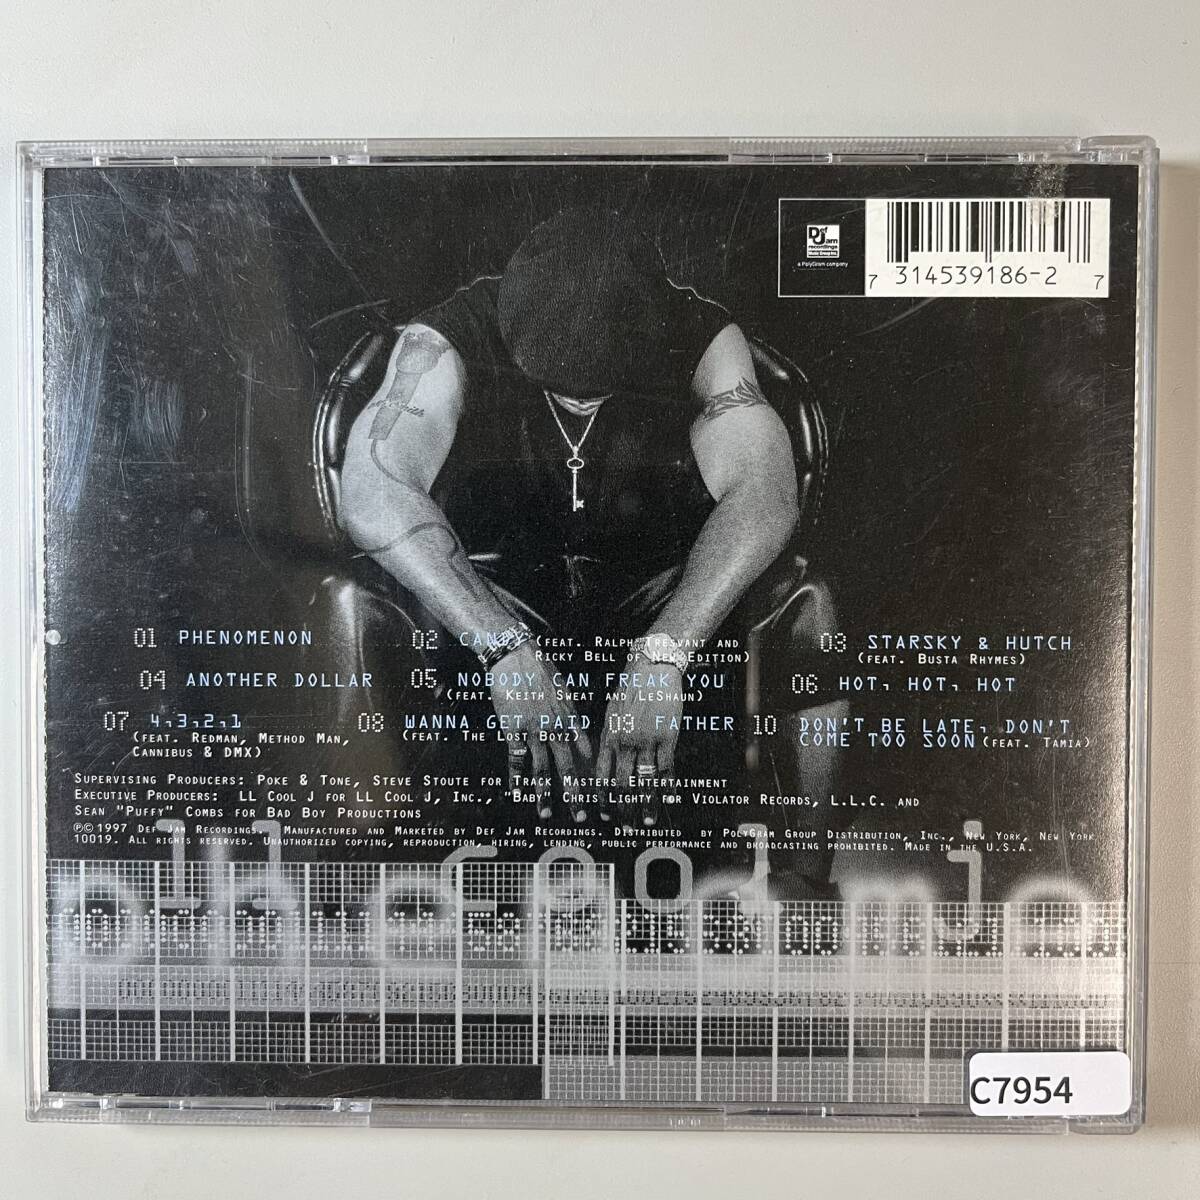 Def Jam
recordings
Music Group Inc.
a PolyGram company
7 314539186-2 7
01 PHENOMENON
02 CANDY (FEAT. RALPH TRESVANT AND
RICKY BELL OF NEW EDITION)
03 STARSKY & HUTCH
(FEAT. BUSTA RHYMES)
04 ANOTHER DOLLAR
05 NOBODY CAN FREAK YOU
(FEAT. KEITH SWEAT AND LESHAUN)
06 HOT, HOT, HOT
07 4,3,2,1
(FEAT. REDMAN, METHOD MAN,
CANNIBUS & DMX)
08 WANNA GET PAID
(FEAT. THE LOST BOYZ)
09 FATHER
10 DON'T BE LATE, DON'T
COME TOO SOON (FEAT. TAMIA)
SUPERVISING PRODUCERS: POKE & TONE, STEVE STOUTE FOR TRACK MASTERS ENTERTAINMENT
EXECUTIVE PRODUCERS: LL COOL J FOR LL COOL J, INC., "BABY" CHRIS LIGHTY FOR VIOLATOR RECORDS, L.L.C. AND
SEAN "PUFFY" COMBS FOR BAD BOY PRODUCTIONS
℗© 1997 DEF JAM RECORDINGS. MANUFACTURED AND MARKETED BY DEF JAM RECORDINGS. DISTRIBUTED BY POLYGRAM GROUP DISTRIBUTION, INC., NEW YORK, NEW YORK
10019. ALL RIGHTS RESERVED. UNAUTHORIZED COPYING, REPRODUCTION, HIRING, LENDING, PUBLIC PERFORMANCE AND BROADCASTING PROHIBITED. MADE IN THE U.S.A.
ll cool j
C7954